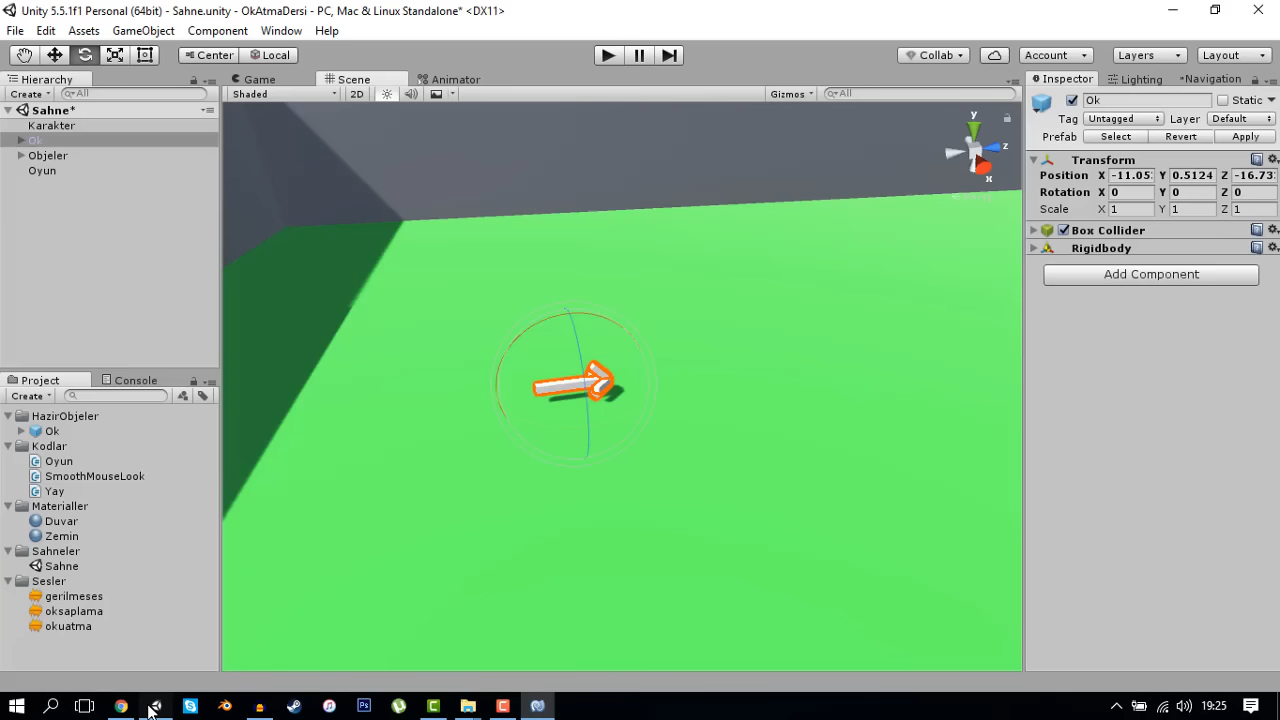 Unity 5.5.1f1 Personal (64bit) - Sahne.unity - OkAtmaDersi - PC, Mac & Linux Standalone* <DX11>
File Edit Assets GameObject Component Window Help
Center Local Collab Account Layers Layout
Hierarchy
Create All
Sahne*
Karakter
Ok
Objeler
Oyun
Game Scene Animator
Shaded 2D Gizmos All
y
z
x
Inspector Lighting Navigation
Ok Static
Tag Untagged Layer Default
Prefab Select Revert Apply
Transform
Position X -11.05 Y 0.5124 Z -16.73
Rotation X 0 Y 0 Z 0
Scale X 1 Y 1 Z 1
Box Collider
Rigidbody
Add Component
Project Console
Create
HazirObjeler
Ok
Kodlar
Oyun
SmoothMouseLook
Yay
Materialler
Duvar
Zemin
Sahneler
Sahne
Sesler
gerilmeses
oksaplama
okuatma
19:25